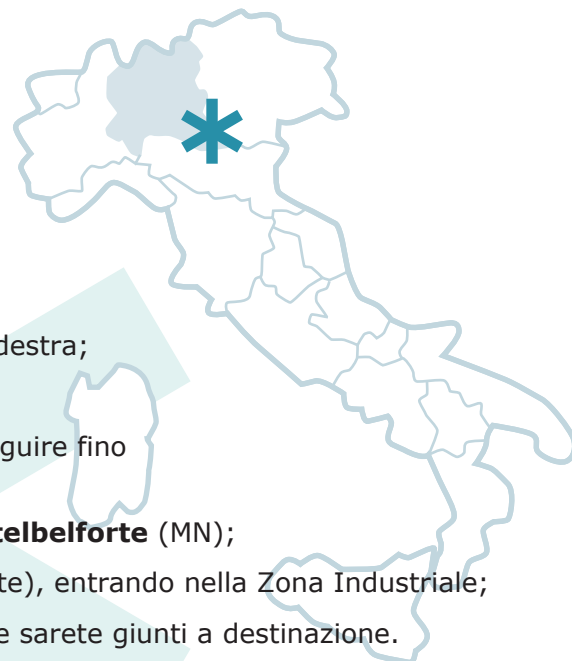 destra;
guire fino
telbelforte (MN);
te), entrando nella Zona Industriale;
e sarete giunti a destinazione.